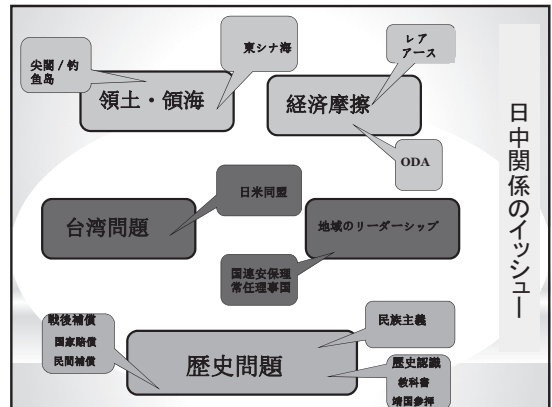 日中関係のイッシュー
尖閣 / 釣
魚島
東シナ海
領土・領海
レア
アース
経済摩擦
ODA
日米同盟
台湾問題
地域のリーダーシップ
国連安保理
常任理事国
戦後補償
国家賠償
民間補償
民族主義
歴史問題
歴史認識
教科書
靖国参拝